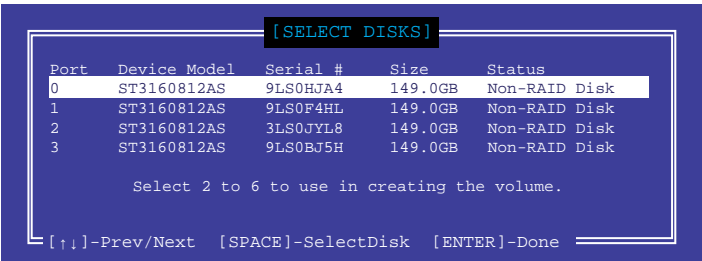 [SELECT DISKS]
Port Device Model Serial # Size Status
0 ST3160812AS 9LS0HJA4 149.0GB Non-RAID Disk
1 ST3160812AS 9LS0F4HL 149.0GB Non-RAID Disk
2 ST3160812AS 3LS0JYL8 149.0GB Non-RAID Disk
3 ST3160812AS 9LS0BJ5H 149.0GB Non-RAID Disk
Select 2 to 6 to use in creating the volume.
[↑↓]-Prev/Next [SPACE]-SelectDisk [ENTER]-Done